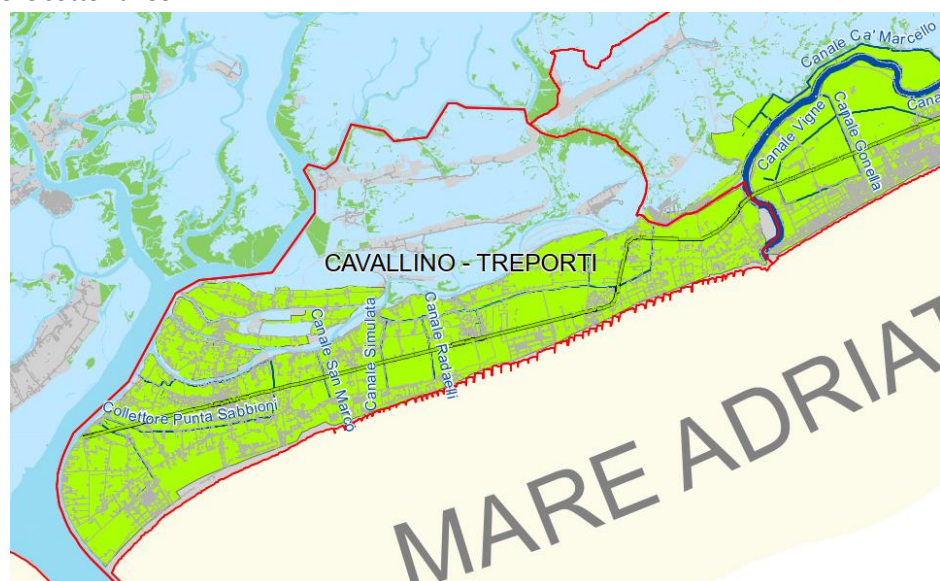 Canale Ca' Marcello
Canale Vigne
Canale Gonella
Cana
CAVALLINO - TREPORTI
Canale San Marco
Canale Simulata
Canale Radaelli
Collettore Punta Sabbioni
MARE ADRIAT